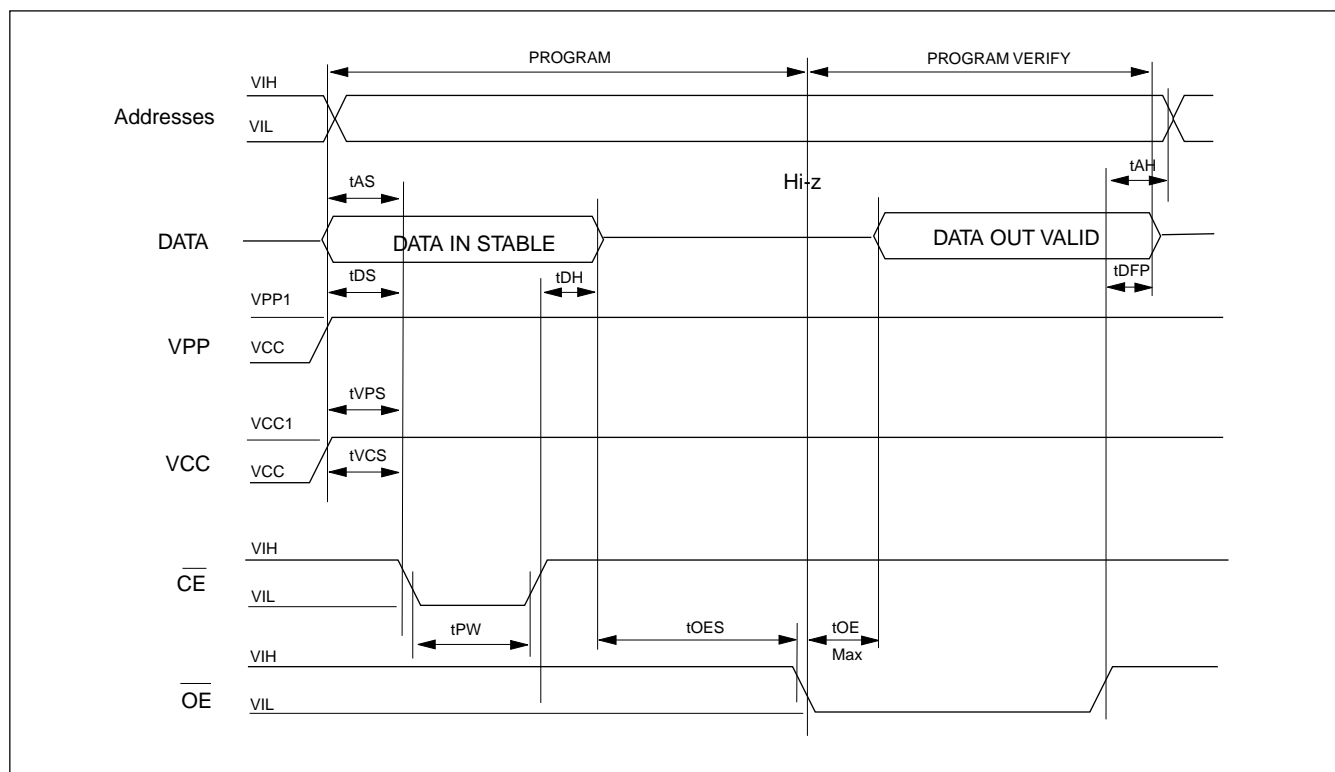 PROGRAM
PROGRAM VERIFY
VIH
Addresses
VIL
tAS
Hi-z
tAH
DATA
DATA IN STABLE
DATA OUT VALID
tDS
tDH
tDFP
VPP1
VPP
VCC
tVPS
VCC1
VCC
VCC
tVCS
VIH
CE
VIL
tPW
tOES
tOE
Max
VIH
OE
VIL